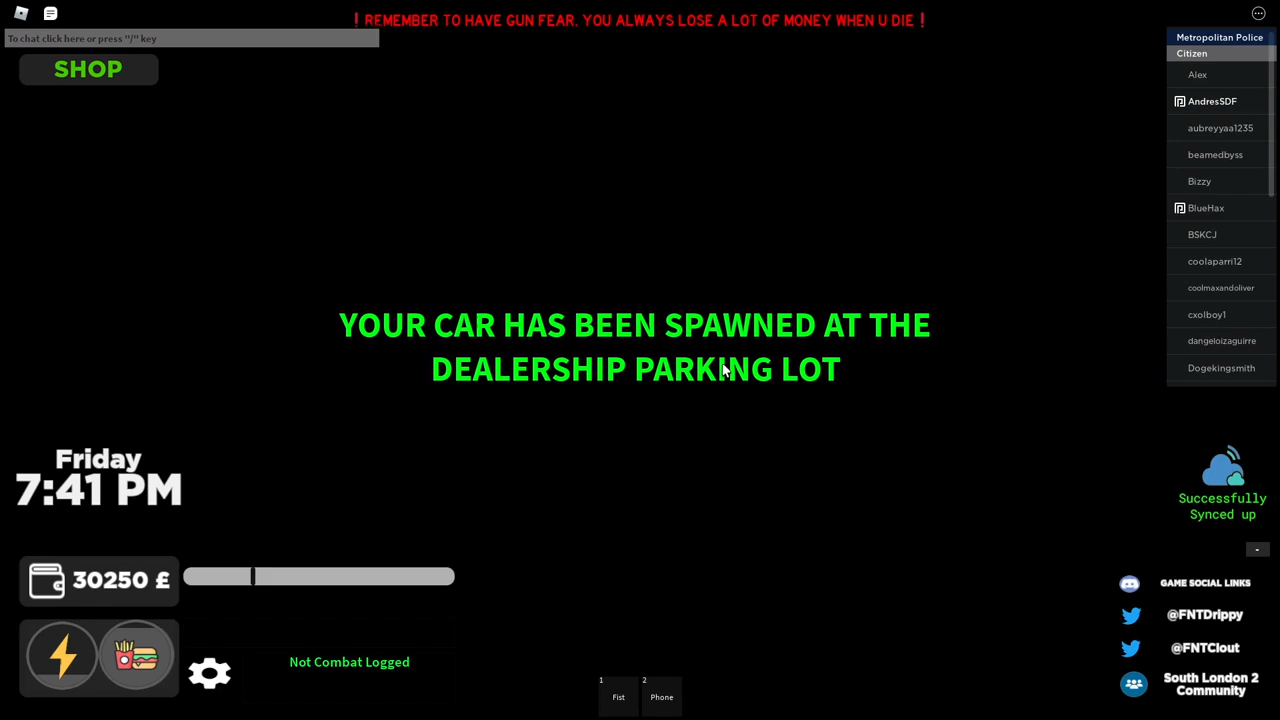 ❗REMEMBER TO HAVE GUN FEAR, YOU ALWAYS LOSE A LOT OF MONEY WHEN U DIE❗
To chat click here or press "/" key
SHOP
Metropolitan Police
Citizen
Alex
AndresSDF
aubreyyaa1235
beamedbyss
Bizzy
BlueHax
BSKCJ
coolaparri12
coolmaxandoliver
cxolboy1
dangeloizaguirre
Dogekingsmith
YOUR CAR HAS BEEN SPAWNED AT THE
DEALERSHIP PARKING LOT
Friday
7:41 PM
Successfully
Synced up
-
30250 £
GAME SOCIAL LINKS
@FNTDrippy
@FNTClout
South London 2
Community
Not Combat Logged
1
Fist
2
Phone